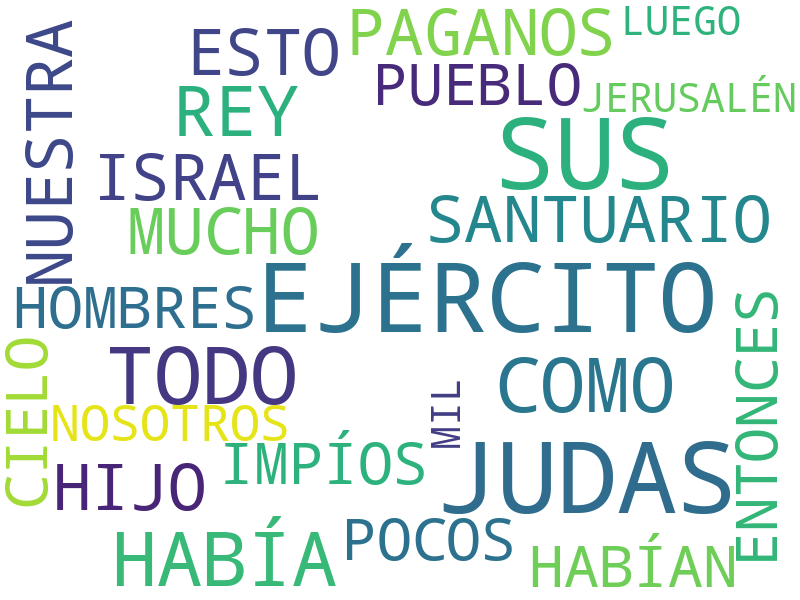 PAGANOS
LUEGO
ESTO
NUESTRA
PUEBLO
JERUSALÉN
REY
SUS
ISRAEL
SANTUARIO
MUCHO
EJÉRCITO
HOMBRES
ENTONCES
TODO
CIELO
COMO
MIL
NOSOTROS
IMPÍOS
JUDAS
HIJO
POCOS
HABÍA
HABÍAN